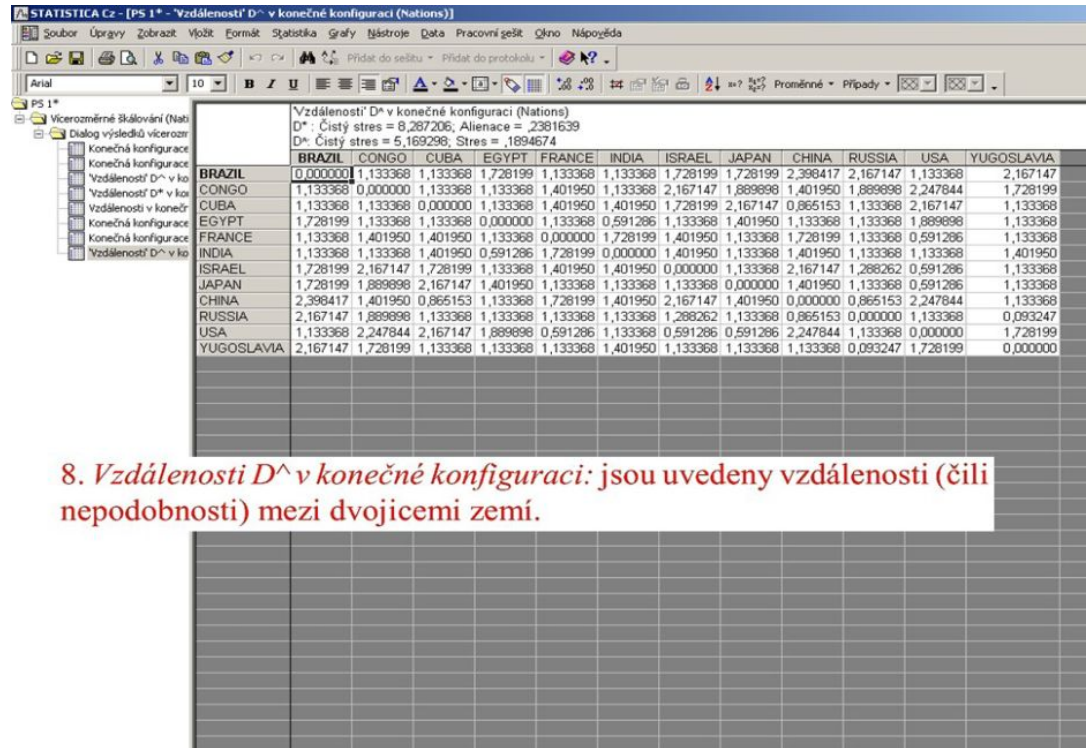 STATISTICA Cz - [PS 1* - 'Vzdálenosti' D^ v konečné konfiguraci (Nations)]
Soubor Úpravy Zobrazit Vložit Formát Statistika Grafy Nástroje Data Pracovní sešit Okno Nápověda
Přidat do sešitu Přidat do protokolu
Arial 10 B I U Proměnné Případy
PS 1*
Vícerozměrné škálování (Nati
Dialog výsledků vícerozm
Konečná konfigurace
Konečná konfigurace
'Vzdálenosti' D^ v ko
'Vzdálenosti' D* v ko
Vzdálenosti v konečn
Konečná konfigurace
Konečná konfigurace
'Vzdálenosti' D^ v ko
'Vzdálenosti' D^ v konečné konfiguraci (Nations)
D* : Čistý stres = 8,287206; Alienace = ,2381639
D^: Čistý stres = 5,169298; Stres = ,1894674
BRAZIL CONGO CUBA EGYPT FRANCE INDIA ISRAEL JAPAN CHINA RUSSIA USA YUGOSLAVIA
BRAZIL 0,000000 1,133368 1,133368 1,728199 1,133368 1,133368 1,728199 1,728199 2,398417 2,167147 1,133368 2,167147
CONGO 1,133368 0,000000 1,133368 1,133368 1,401950 1,133368 2,167147 1,889898 1,401950 1,889898 2,247844 1,728199
CUBA 1,133368 1,133368 0,000000 1,133368 1,401950 1,401950 1,728199 2,167147 0,865153 1,133368 2,167147 1,133368
EGYPT 1,728199 1,133368 1,133368 0,000000 1,133368 0,591286 1,133368 1,401950 1,133368 1,133368 1,889898 1,133368
FRANCE 1,133368 1,401950 1,401950 1,133368 0,000000 1,728199 1,401950 1,133368 1,728199 1,133368 0,591286 1,133368
INDIA 1,133368 1,133368 1,401950 0,591286 1,728199 0,000000 1,401950 1,133368 1,401950 1,133368 1,133368 1,401950
ISRAEL 1,728199 2,167147 1,728199 1,133368 1,401950 1,401950 0,000000 1,133368 2,167147 1,288262 0,591286 1,133368
JAPAN 1,728199 1,889898 2,167147 1,401950 1,133368 1,133368 1,133368 0,000000 1,401950 1,133368 0,591286 1,133368
CHINA 2,398417 1,401950 0,865153 1,133368 1,728199 1,401950 2,167147 1,401950 0,000000 0,865153 2,247844 1,133368
RUSSIA 2,167147 1,889898 1,133368 1,133368 1,133368 1,133368 1,288262 1,133368 0,865153 0,000000 1,133368 0,093247
USA 1,133368 2,247844 2,167147 1,889898 0,591286 1,133368 0,591286 0,591286 2,247844 1,133368 0,000000 1,728199
YUGOSLAVIA 2,167147 1,728199 1,133368 1,133368 1,133368 1,401950 1,133368 1,133368 1,133368 0,093247 1,728199 0,000000
8. Vzdálenosti D^ v konečné konfiguraci: jsou uvedeny vzdálenosti (čili
nepodobnosti) mezi dvojicemi zemí.